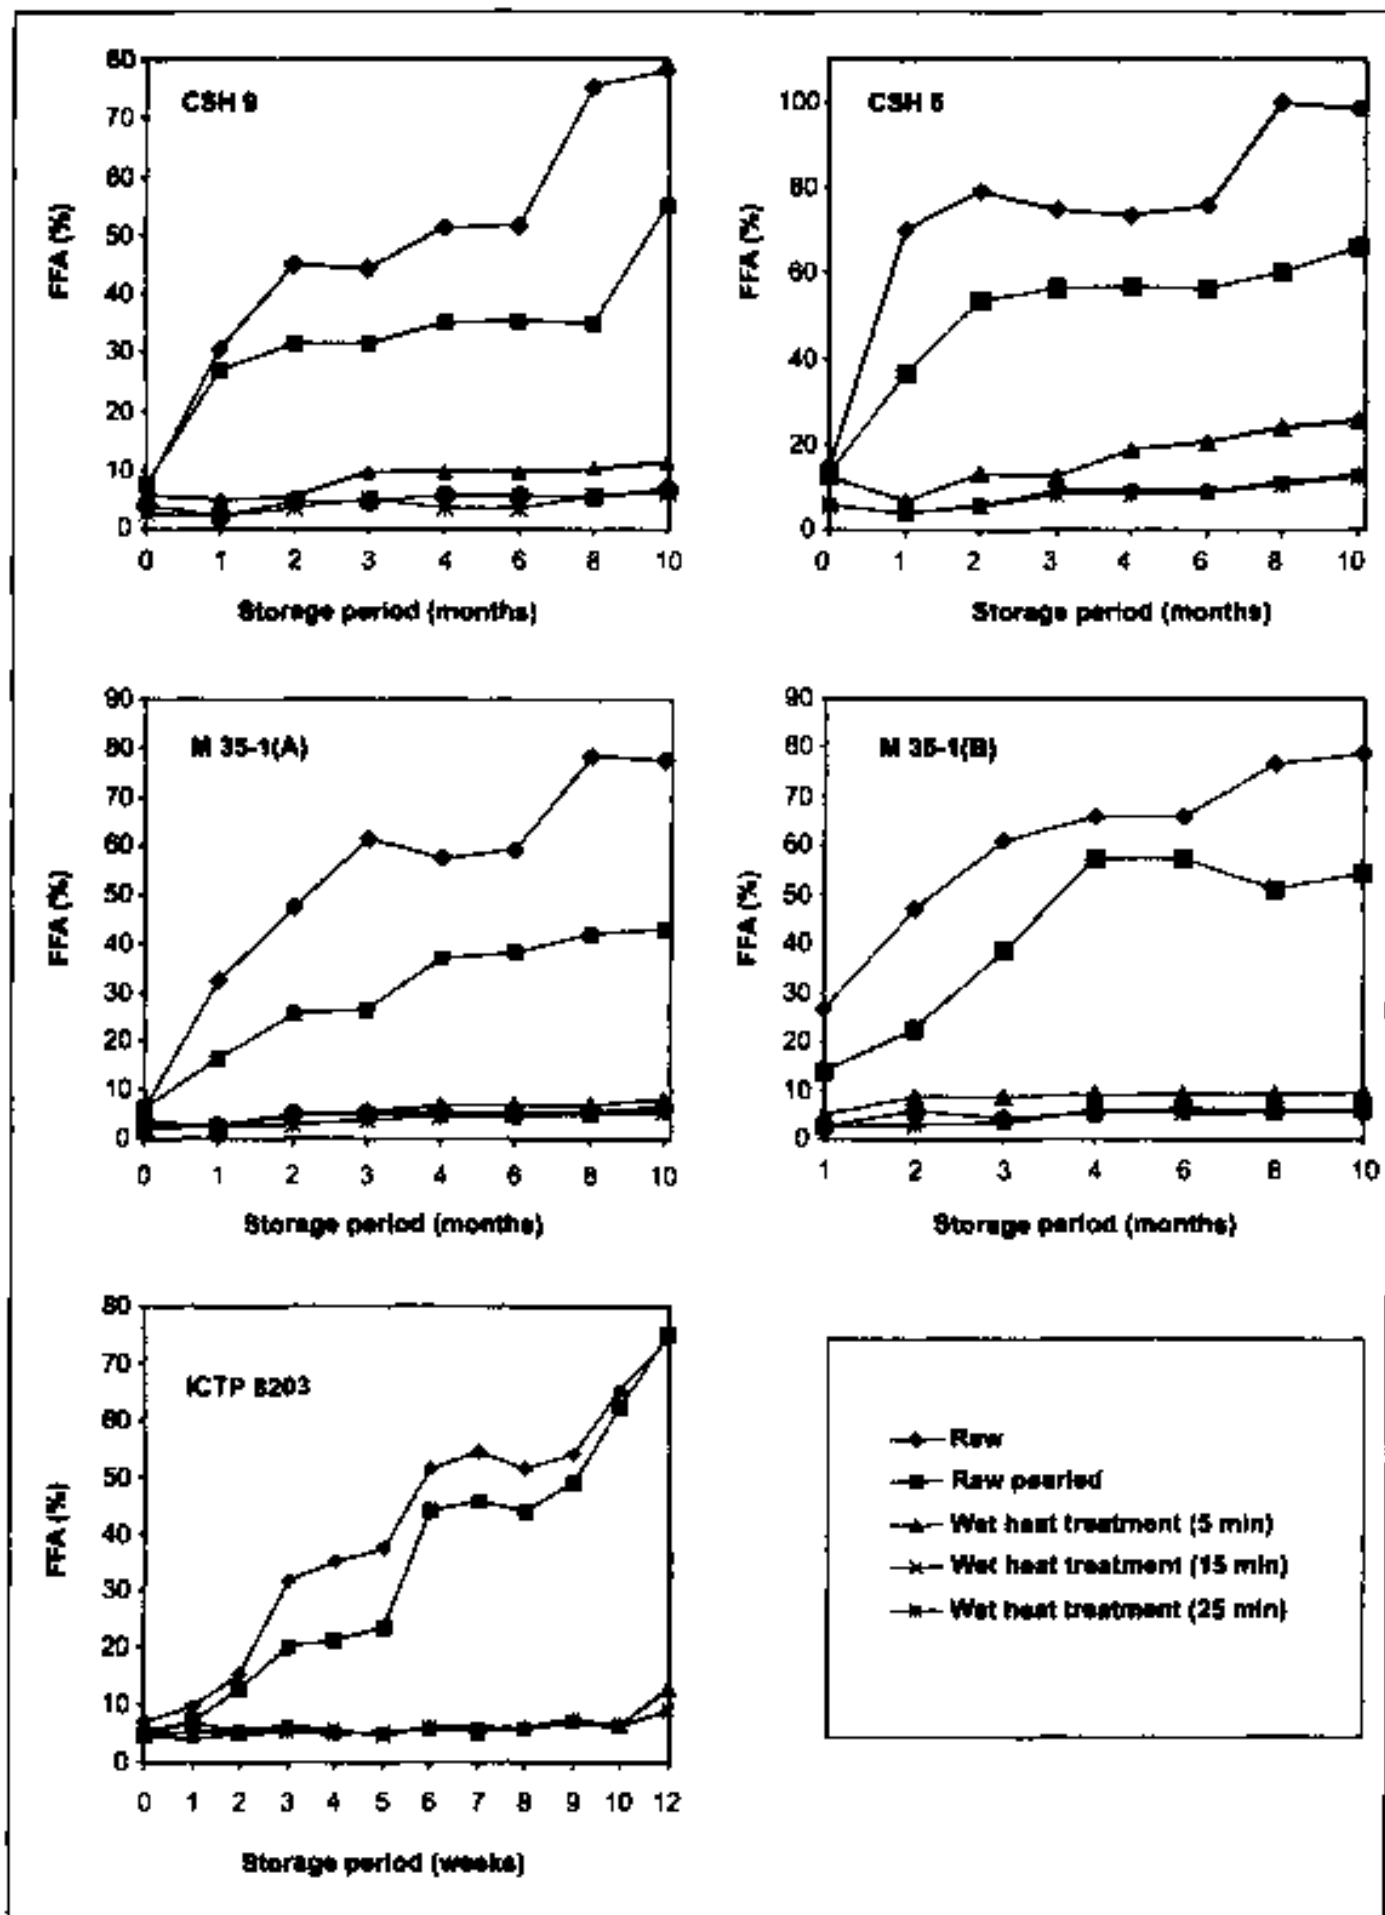 CSH 9
80
70
60
50
40
30
20
10
0
FFA (%)
0 1 2 3 4 6 8 10
Storage period (months)
CSH 5
100
80
60
40
20
0
FFA (%)
0 1 2 3 4 6 8 10
Storage period (months)
M 35-1(A)
90
80
70
60
50
40
30
20
10
0
FFA (%)
0 1 2 3 4 6 8 10
Storage period (months)
M 35-1(B)
90
80
70
60
50
40
30
20
10
0
FFA (%)
1 2 3 4 6 8 10
Storage period (months)
ICTP 8203
80
70
60
50
40
30
20
10
0
FFA (%)
0 1 2 3 4 5 6 7 8 9 10 12
Storage period (weeks)
Raw
Raw pearled
Wet heat treatment (5 min)
Wet heat treatment (15 min)
Wet heat treatment (25 min)